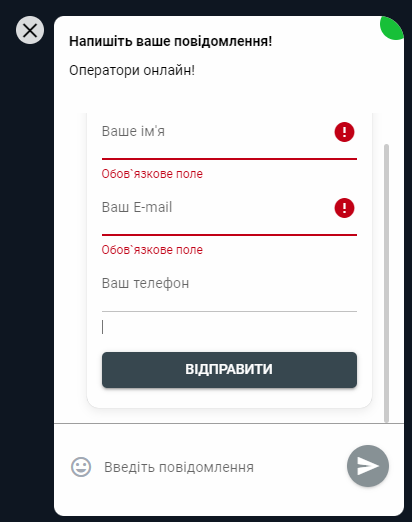 Напишіть ваше повідомлення!
Оператори онлайн!
Ваше ім'я
Обов`язкове поле
Ваш E-mail
Обов`язкове поле
Ваш телефон
ВІДПРАВИТИ
Введіть повідомлення